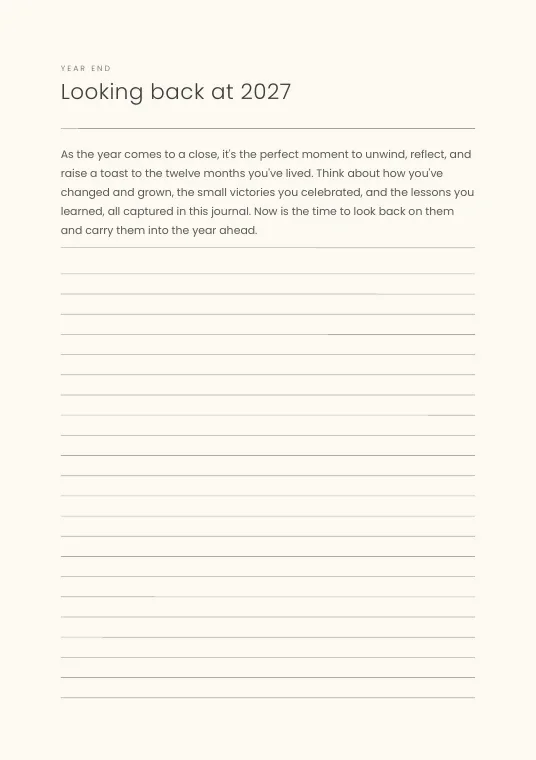 YEAR END
Looking back at 2027
As the year comes to a close, it's the perfect moment to unwind, reflect, and
raise a toast to the twelve months you've lived. Think about how you've
changed and grown, the small victories you celebrated, and the lessons you
learned, all captured in this journal. Now is the time to look back on them
and carry them into the year ahead.